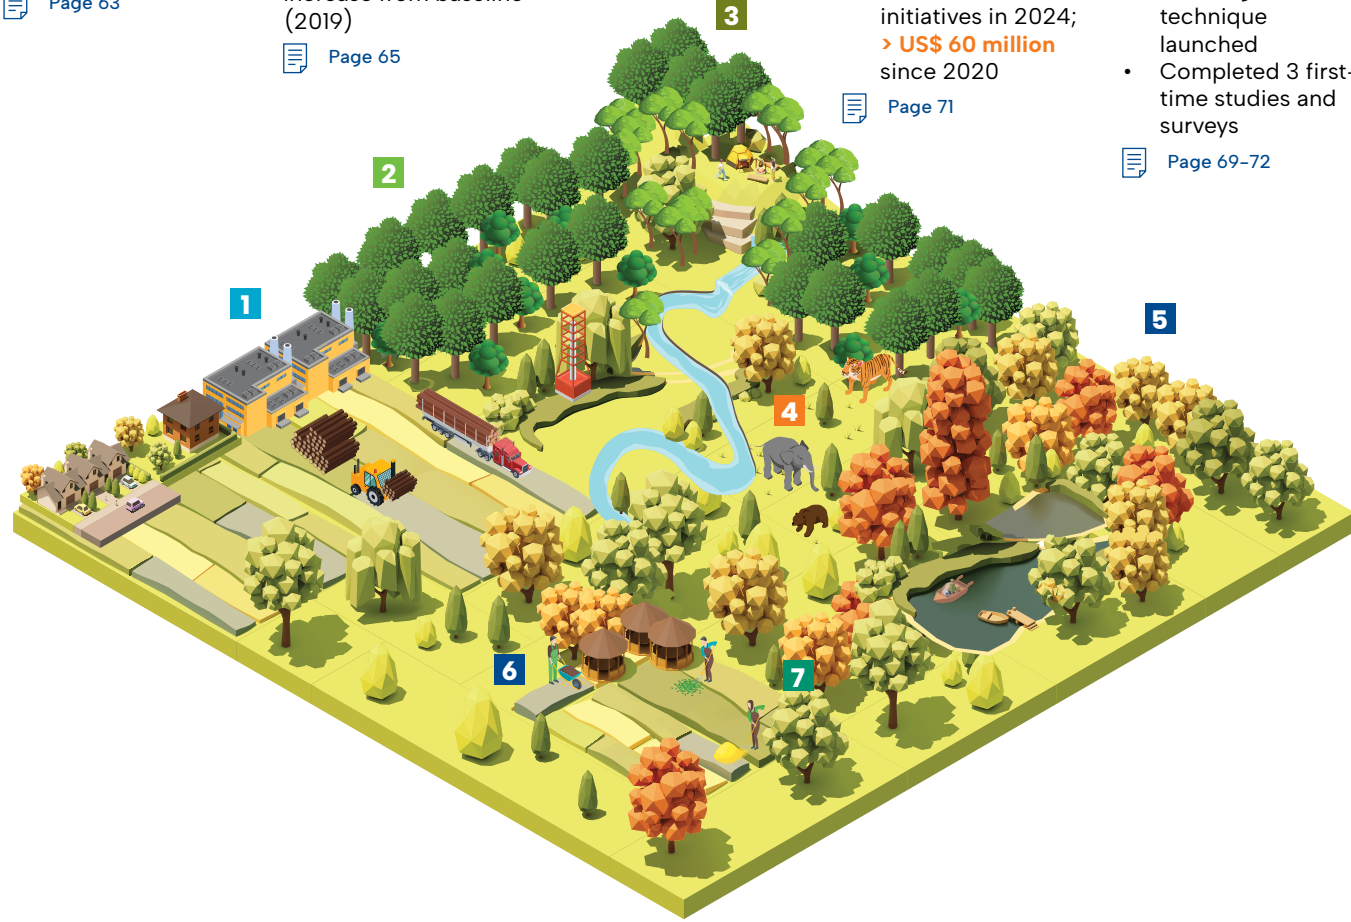 Page 63
(2019)
Page 65
3
initiatives in 2024;
> US$ 60 million
since 2020
Page 71
technique
launched
• Completed 3 first-
time studies and
surveys
Page 69-72
2
1
5
4
6
7